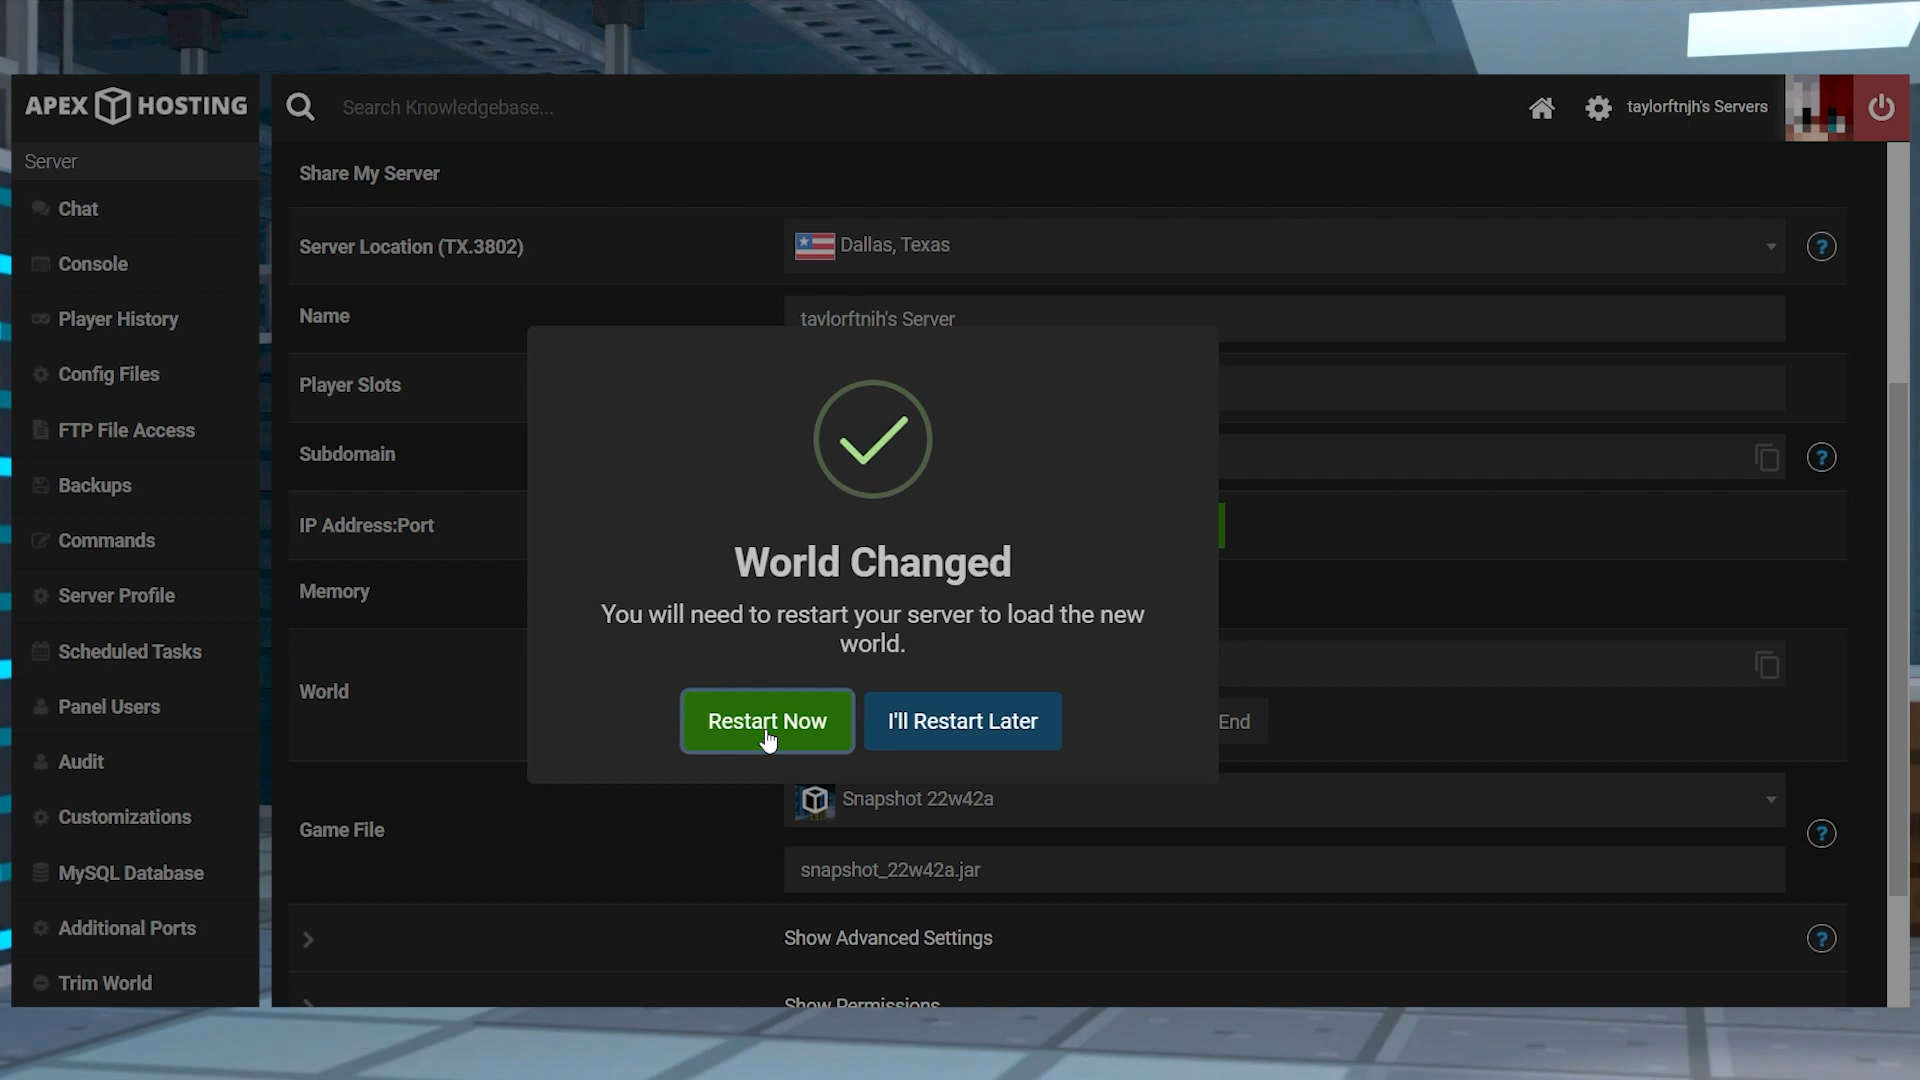 APEX HOSTING
Search Knowledgebase...
taylorftnjh's Servers
Server
Chat
Console
Player History
Config Files
FTP File Access
Backups
Commands
Server Profile
Scheduled Tasks
Panel Users
Audit
Customizations
MySQL Database
Additional Ports
Trim World
Share My Server
Server Location (TX.3802)
Dallas, Texas
?
Name
taylorftnjh's Server
Player Slots
Subdomain
?
IP Address:Port
Memory
World
End
World Changed
You will need to restart your server to load the new
world.
Restart Now
I'll Restart Later
Game File
Snapshot 22w42a
?
snapshot_22w42a.jar
Show Advanced Settings
?
Show Permissions